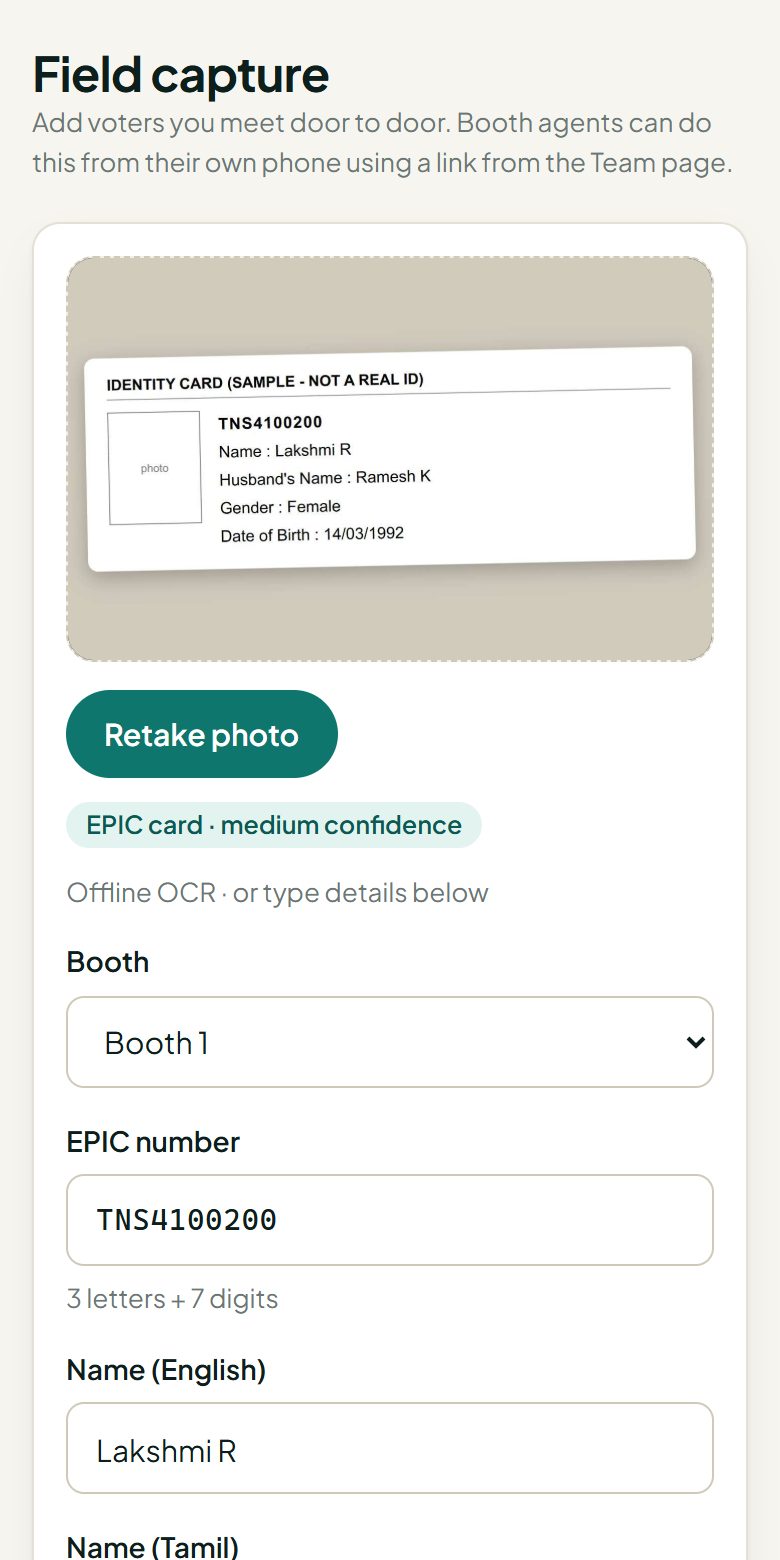 Field capture
Add voters you meet door to door. Booth agents can do
this from their own phone using a link from the Team page.
IDENTITY CARD (SAMPLE - NOT A REAL ID)
photo
TNS4100200
Name : Lakshmi R
Husband's Name : Ramesh K
Gender : Female
Date of Birth : 14/03/1992
Retake photo
EPIC card · medium confidence
Offline OCR · or type details below
Booth
Booth 1
EPIC number
TNS4100200
3 letters + 7 digits
Name (English)
Lakshmi R
Name (Tamil)